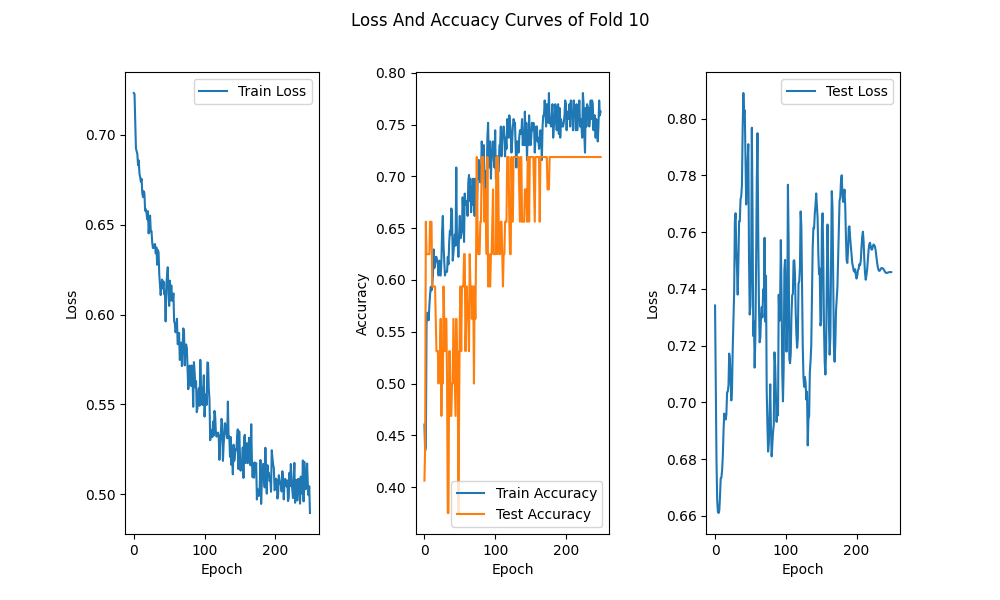 Loss And Accuacy Curves of Fold 10
Train Loss
0.70
0.65
0.60
0.55
0.50
Loss
0 100 200
Epoch
0.80
0.75
0.70
0.65
0.60
0.55
0.50
0.45
0.40
Accuracy
Train Accuracy
Test Accuracy
0 100 200
Epoch
Test Loss
0.80
0.78
0.76
0.74
0.72
0.70
0.68
0.66
Loss
0 100 200
Epoch